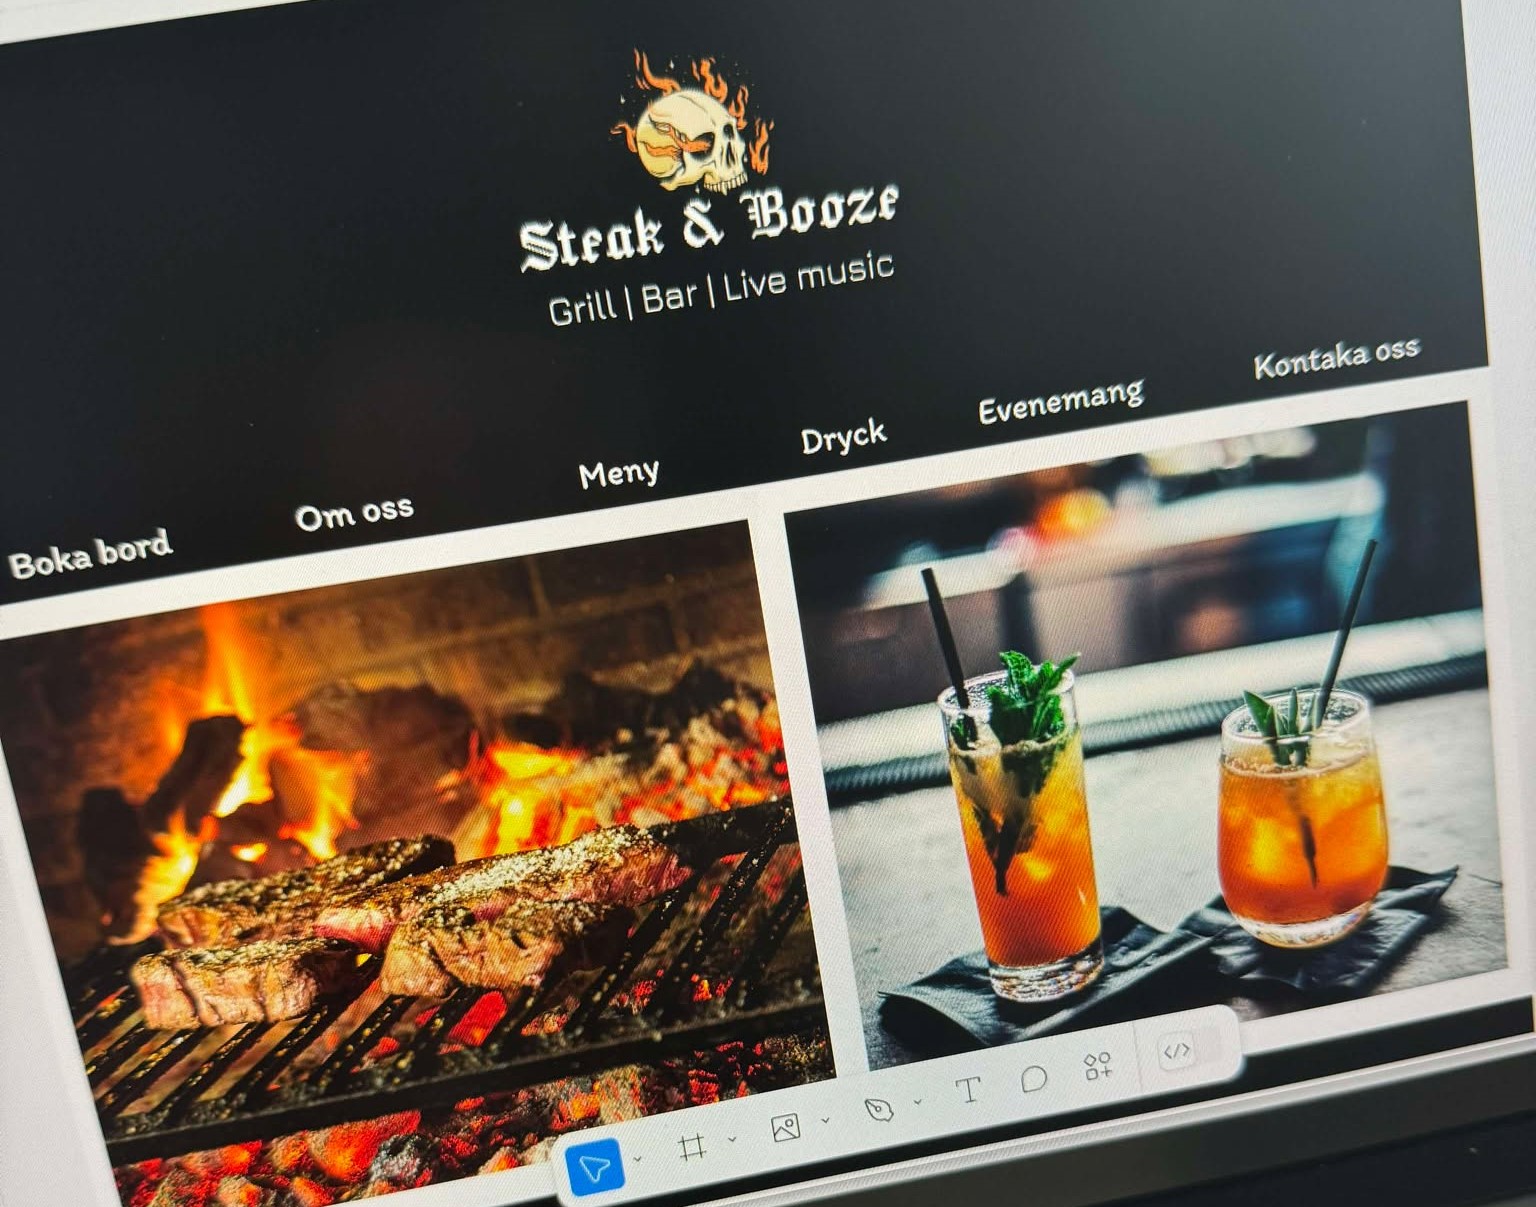 Steak & Booze
Grill | Bar | Live music
Boka bord
Om oss
Meny
Dryck
Evenemang
Kontaka oss